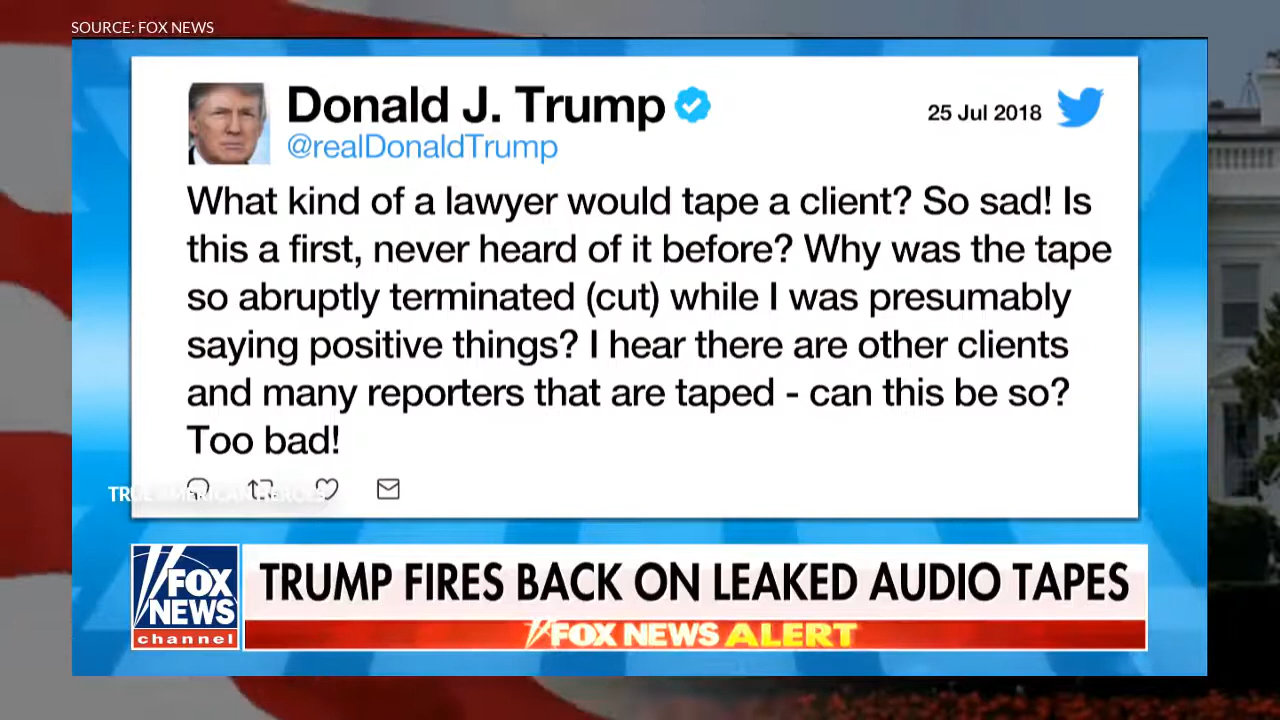 SOURCE: FOX NEWS
Donald J. Trump
@realDonaldTrump
25 Jul 2018
What kind of a lawyer would tape a client? So sad! Is
this a first, never heard of it before? Why was the tape
so abruptly terminated (cut) while I was presumably
saying positive things? I hear there are other clients
and many reporters that are taped - can this be so?
Too bad!
TRUE AMERICAN HEROES
FOX
NEWS
channel
TRUMP FIRES BACK ON LEAKED AUDIO TAPES
FOX NEWS ALERT